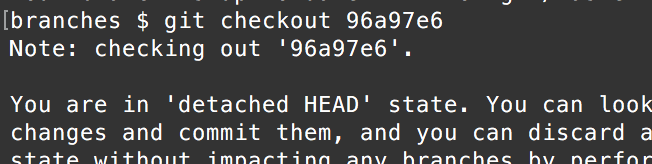 [branches $ git checkout 96a97e6
Note: checking out '96a97e6'.
You are in 'detached HEAD' state. You can look
changes and commit them, and you can discard a
state without impacting any branches by perfor